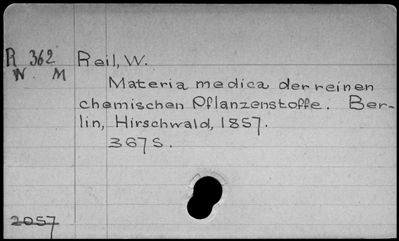 R 362 Reil, W.
W. M
Materia medica der reinen
chemischen Pflanzenstoffe. Ber-
lin, Hirschwald, 1857.
367 S.
2057